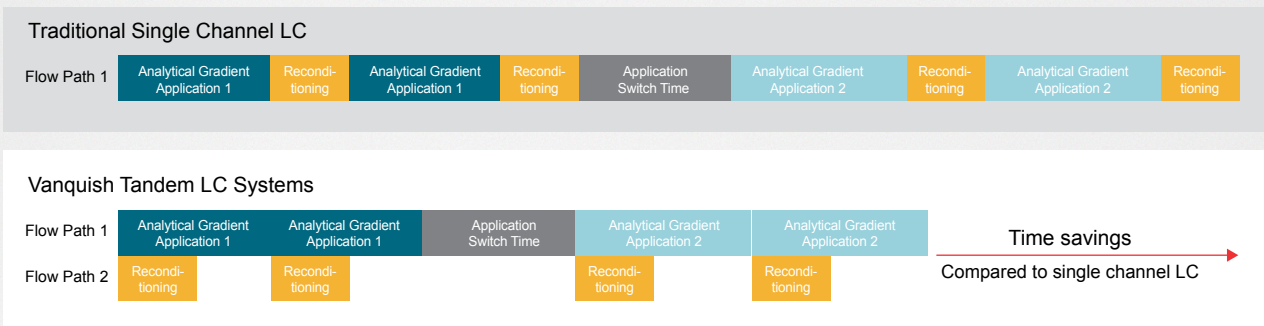 Traditional Single Channel LC
Flow Path 1
Analytical Gradient
Application 1
Recondi-
tioning
Analytical Gradient
Application 1
Recondi-
tioning
Application
Switch Time
Analytical Gradient
Application 2
Recondi-
tioning
Analytical Gradient
Application 2
Recondi-
tioning
Vanquish Tandem LC Systems
Flow Path 1
Analytical Gradient
Application 1
Analytical Gradient
Application 1
Application
Switch Time
Analytical Gradient
Application 2
Analytical Gradient
Application 2
Time savings
Compared to single channel LC
Flow Path 2
Recondi-
tioning
Recondi-
tioning
Recondi-
tioning
Recondi-
tioning